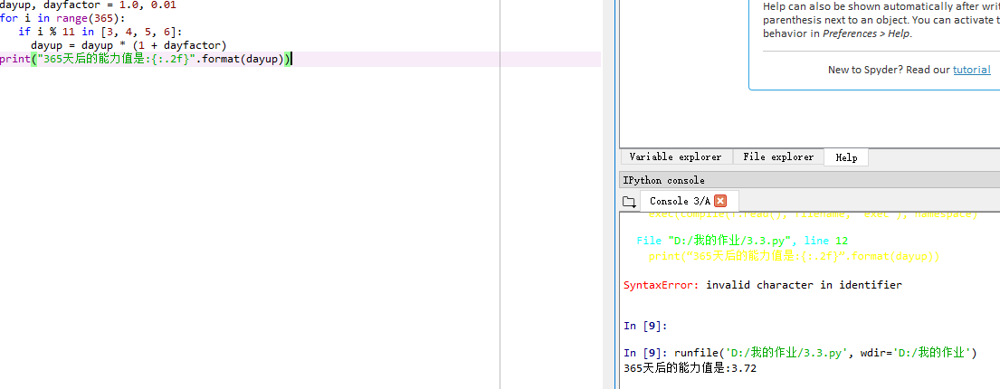 dayup, dayfactor = 1.0, 0.01
for i in range(365):
if i % 11 in [3, 4, 5, 6]:
dayup = dayup * (1 + dayfactor)
print("365天后的能力值是:{:.2f}".format(dayup))
Help can also be shown automatically after writ
parenthesis next to an object. You can activate t
behavior in Preferences > Help.
New to Spyder? Read our tutorial
Variable explorer File explorer Help
IPython console
Console 3/A
exec(compile(f.read(), filename, 'exec'), namespace)
File "D:/我的作业/3.3.py", line 12
print(“365天后的能力值是:{:.2f}”.format(dayup))
SyntaxError: invalid character in identifier
In [9]:
In [9]: runfile('D:/我的作业/3.3.py', wdir='D:/我的作业')
365天后的能力值是:3.72